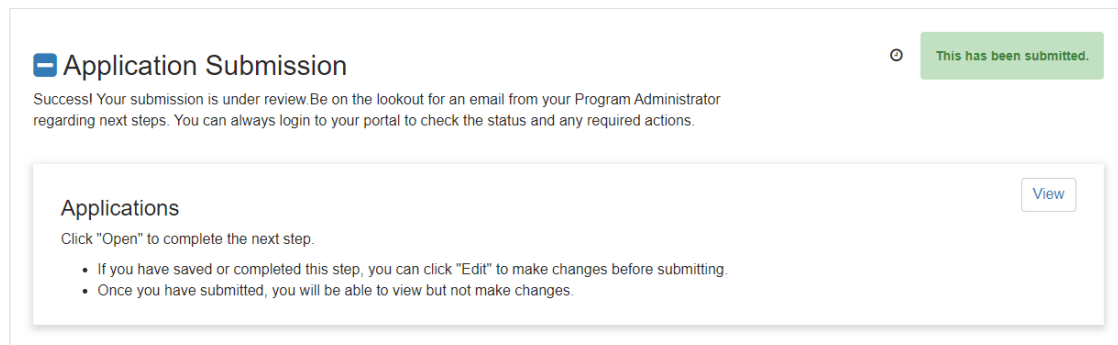 Application Submission
This has been submitted.
Success! Your submission is under review.Be on the lookout for an email from your Program Administrator
regarding next steps. You can always login to your portal to check the status and any required actions.
Applications
View
Click "Open" to complete the next step.
• If you have saved or completed this step, you can click "Edit" to make changes before submitting.
• Once you have submitted, you will be able to view but not make changes.